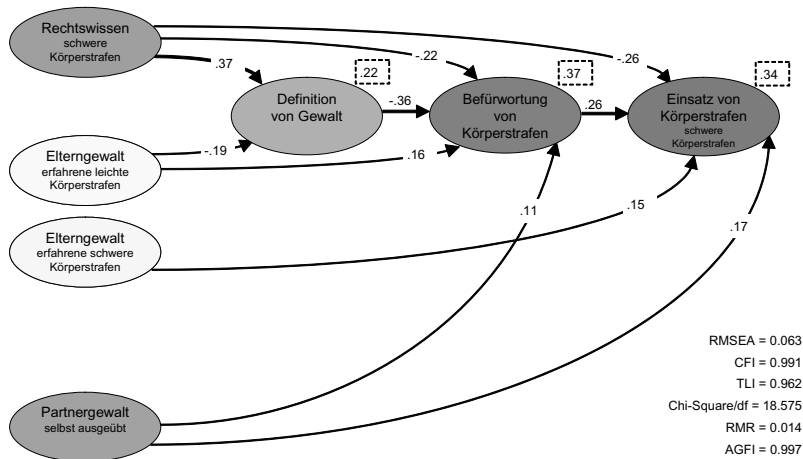 Rechtswissen
schwere
Körperstrafen
.37
-.22
-.26
.22
.37
.34
Definition
von Gewalt
-.36
Befürwortung
von
Körperstrafen
.26
Einsatz von
Körperstrafen
schwere
Körperstrafen
Elterngewalt
erfahrene leichte
Körperstrafen
-.19
.16
Elterngewalt
erfahrene schwere
Körperstrafen
.11
.15
.17
Partnergewalt
selbst ausgeübt
RMSEA = 0.063
CFI = 0.991
TLI = 0.962
Chi-Square/df = 18.575
RMR = 0.014
AGFI = 0.997